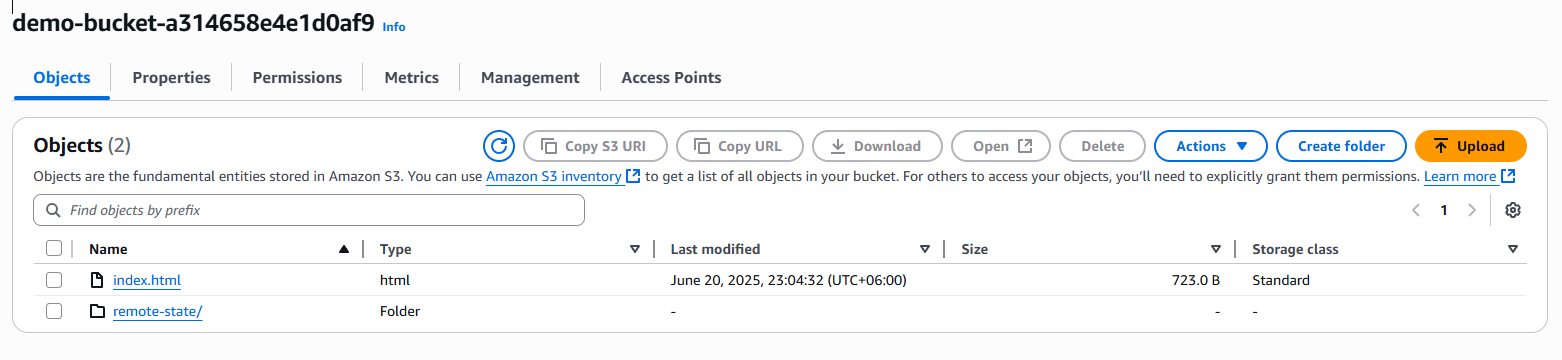 demo-bucket-a314658e4e1d0af9 Info
Objects Properties Permissions Metrics Management Access Points
Objects (2) Copy S3 URI Copy URL Download Open Delete Actions Create folder Upload
Objects are the fundamental entities stored in Amazon S3. You can use Amazon S3 inventory to get a list of all objects in your bucket. For others to access your objects, you’ll need to explicitly grant them permissions. Learn more
Find objects by prefix 1
Name Type Last modified Size Storage class
index.html html June 20, 2025, 23:04:32 (UTC+06:00) 723.0 B Standard
remote-state/ Folder - - -